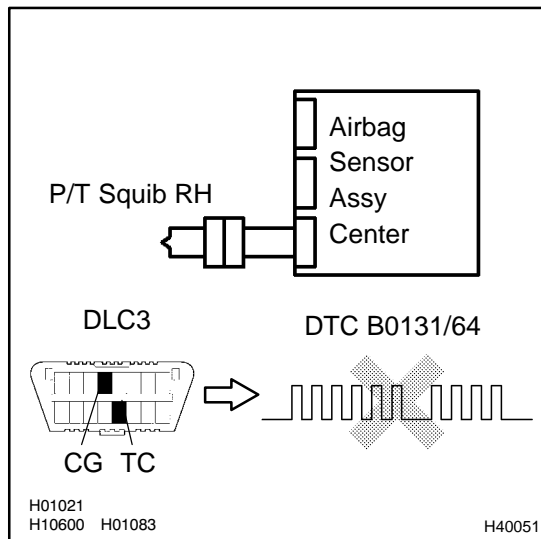 Airbag
Sensor
Assy
Center
P/T Squib RH
DLC3
DTC B0131/64
CG TC
H01021
H10600 H01083
H40051